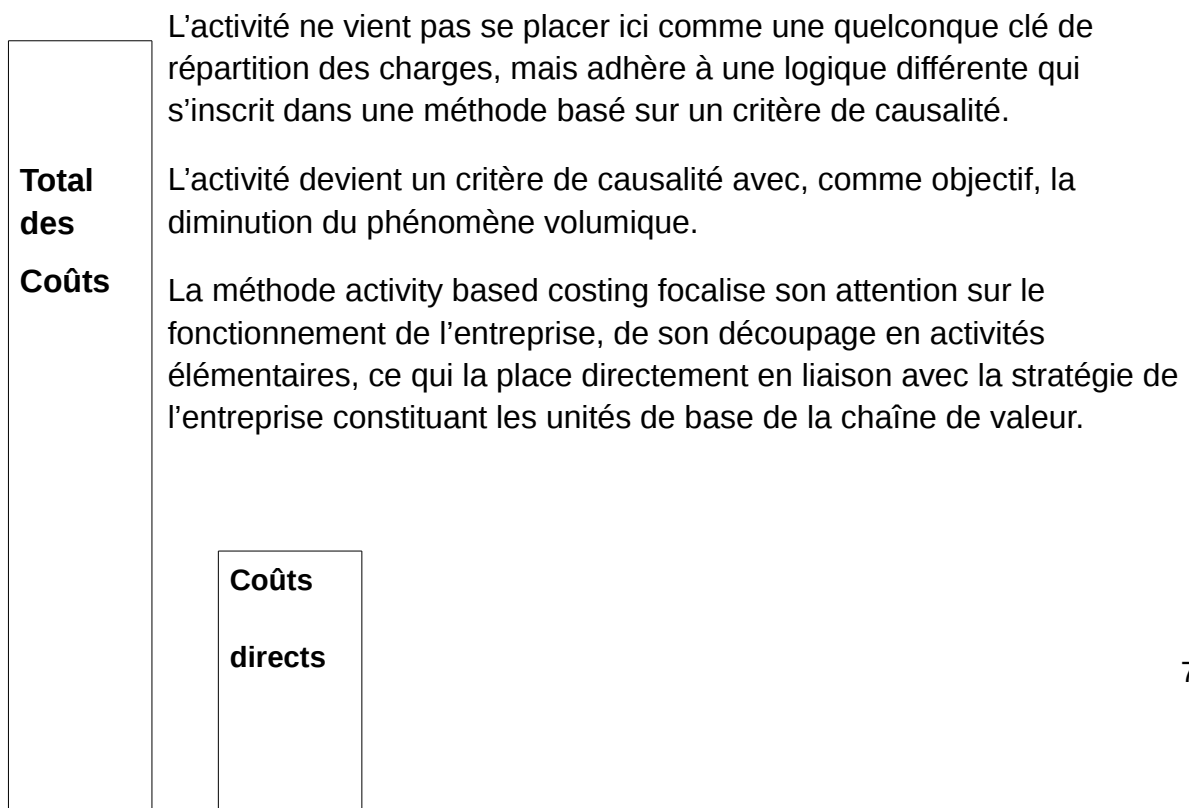 L’activité ne vient pas se placer ici comme une quelconque clé de
répartition des charges, mais adhère à une logique différente qui
s’inscrit dans une méthode basé sur un critère de causalité.
Total
des
Coûts
L’activité devient un critère de causalité avec, comme objectif, la
diminution du phénomène volumique.
La méthode activity based costing focalise son attention sur le
fonctionnement de l’entreprise, de son découpage en activités
élémentaires, ce qui la place directement en liaison avec la stratégie de
l’entreprise constituant les unités de base de la chaîne de valeur.
Coûts
directs
7